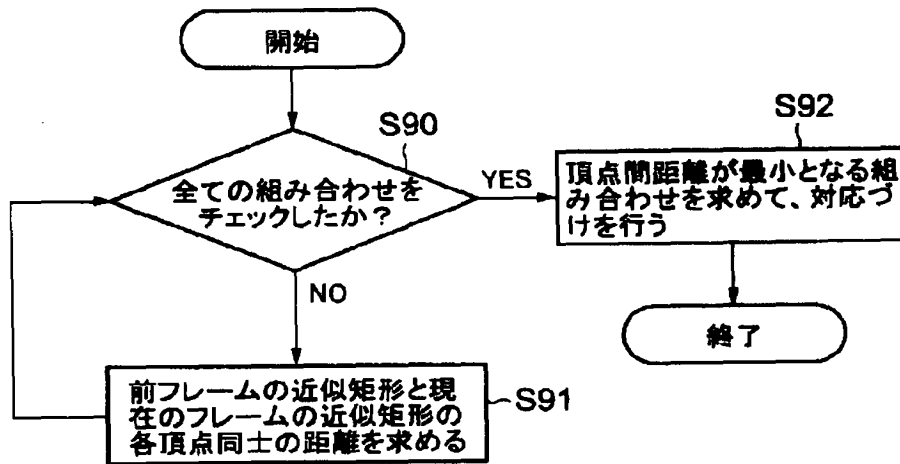 開始
S90
全ての組み合わせを
チェックしたか?
YES
S92
頂点間距離が最小となる組
み合わせを求めて、対応づ
けを行う
終了
NO
前フレームの近似矩形と現
在のフレームの近似矩形の
各頂点同士の距離を求める
S91